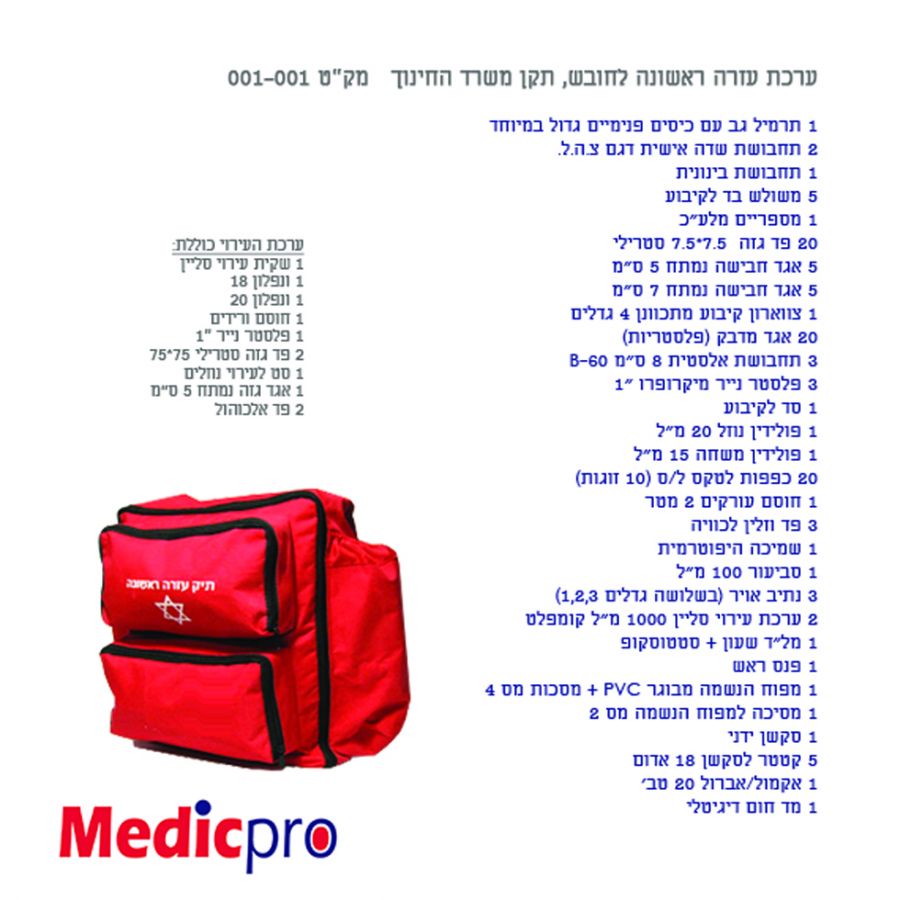 ערכת עזרה ראשונה לחובש, תקן משרד החינוך   מק"ט 001-001
1 תרמיל גב עם כיסים פנימיים גדול במיוחד
2 תחבושת שדה אישית דגם צ.ה.ל.
1 תחבושת בינונית
5 משולש בד לקיבוע
1 מספריים מלע״כ
20 פד גזה  7.5*7.5 סטרילי
5 אגד חבישה נמתח 5 ס״מ
5 אגד חבישה נמתח 7 ס״מ
1 צווארון קיבוע מתכוונן 4 גדלים
20 אגד מדבק (פלסטריות)
3 תחבושת אלסטית 8 ס״מ B-60
3 פלסטר נייר מיקרופרו 1״
1 סד לקיבוע
1 פולידין נוזל 20 מ״ל
1 פולידין משחה 15 מ״ל
20 כפפות לטקס ל/ס (10 זוגות)
1 חוסם עורקים 2 מטר
3 פד וזלין לכוויה
1 שמיכה היפוטרמית
1 סביעור 100 מ״ל
3 נתיב אויר (בשלושה גדלים 1,2,3)
2 ערכת עירוי סליין 1000 מ״ל קומפלט
1 מל״ד שעון + סטטוסקופ
1 פנס ראש
1 מפוח הנשמה מבוגר PVC + מסכות מס 4
1 מסיכה למפוח הנשמה מס 2
1 סקשן ידני
5 קטטר לסקשן 18 אדום
1 אקמול/אברול 20 טב׳
1 מד חום דיגיטלי
ערכת העירוי כוללת:
1 שקית עירוי סליין
1 ונפלון 18
1 ונפלון 20
1 חוסם ורידים
1 פלסטר נייר 1"
2 פד גזה סטרילי 75*75
1 סט לעירוי נחלים
1 אגד גזה נמתח 5 ס"מ
2 פד אלכוהול
תיק עזרה ראשונה
Medicpro